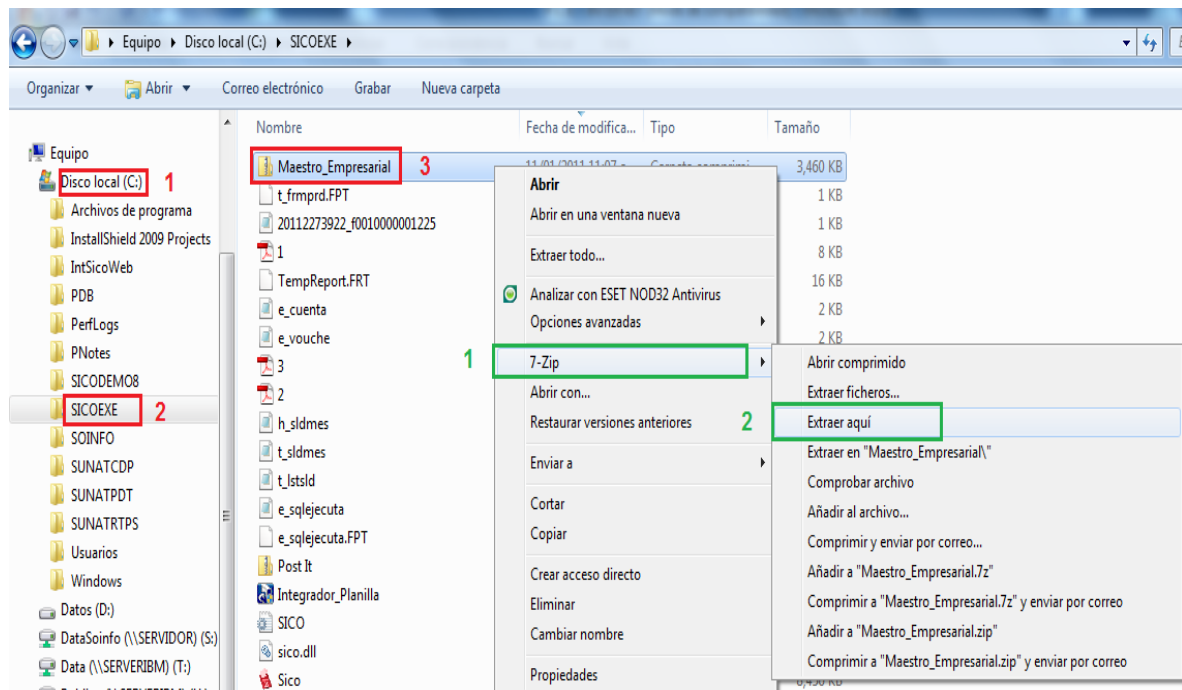 Equipo Disco local (C:) SICOEXE
Organizar Abrir Correo electrónico Grabar Nueva carpeta
Nombre Fecha de modifica... Tipo Tamaño
Equipo
Disco local (C:) 1
Archivos de programa
InstallShield 2009 Projects
IntSicoWeb
PDB
PerfLogs
PNotes
SICODEMO8
SICOEXE 2
SOINFO
SUNATCDP
SUNATPDT
SUNATRTPS
Usuarios
Windows
Datos (D:)
DataSoinfo (\\SERVIDOR) (S:)
Data (\\SERVERIBM) (T:)
Maestro_Empresarial 3 11/01/2011 11:07 3,460 KB
t_frmprd.FPT 1 KB
20112273922_f0010000001225 1 KB
1 8 KB
TempReport.FRT 16 KB
e_cuenta 2 KB
e_vouche 2 KB
3
2
h_sldmes
t_sldmes
t_lstsld
e_sqlejecuta
e_sqlejecuta.FPT
Post It
Integrador_Planilla
SICO
sico.dll
Sico
Abrir
Abrir en una ventana nueva
Extraer todo...
Analizar con ESET NOD32 Antivirus
Opciones avanzadas
1 7-Zip
Abrir con...
Restaurar versiones anteriores
Enviar a
Cortar
Copiar
Crear acceso directo
Eliminar
Cambiar nombre
Propiedades
Abrir comprimido
Extraer ficheros...
2 Extraer aquí
Extraer en "Maestro_Empresarial\"
Comprobar archivo
Añadir al archivo...
Comprimir y enviar por correo...
Añadir a "Maestro_Empresarial.7z"
Comprimir a "Maestro_Empresarial.7z" y enviar por correo
Añadir a "Maestro_Empresarial.zip"
Comprimir a "Maestro_Empresarial.zip" y enviar por correo